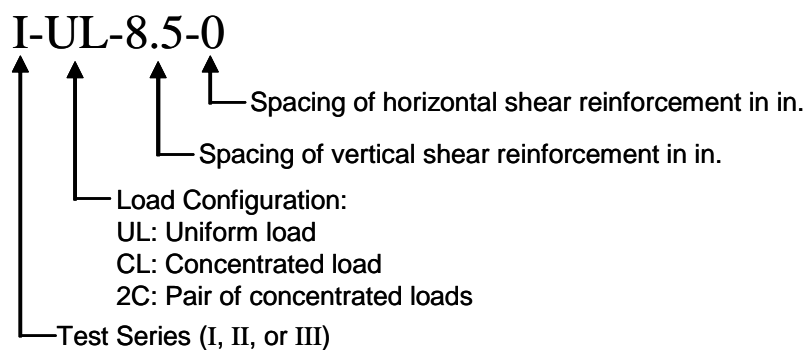 I-UL-8.5-0
Spacing of horizontal shear reinforcement in in.
Spacing of vertical shear reinforcement in in.
Load Configuration:
UL: Uniform load
CL: Concentrated load
2C: Pair of concentrated loads
Test Series (I, II, or III)